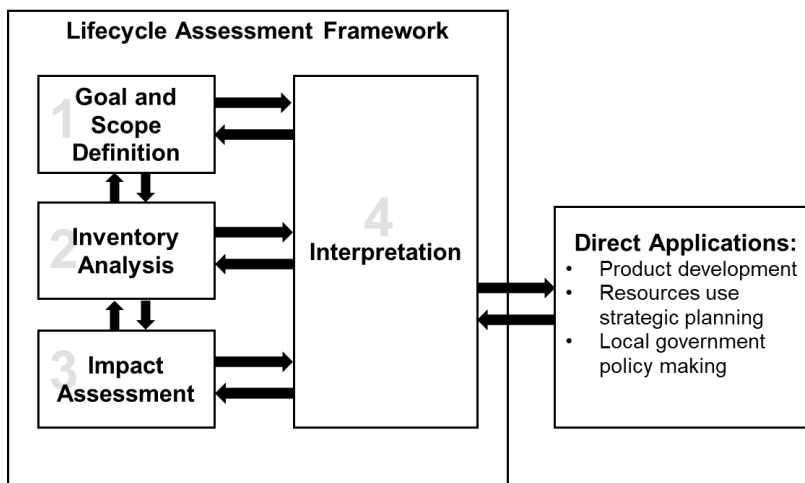 Lifecycle Assessment Framework
1
Goal and
Scope
Definition
2
Inventory
Analysis
3
Impact
Assessment
4
Interpretation
Direct Applications:
• Product development
• Resources use
strategic planning
• Local government
policy making